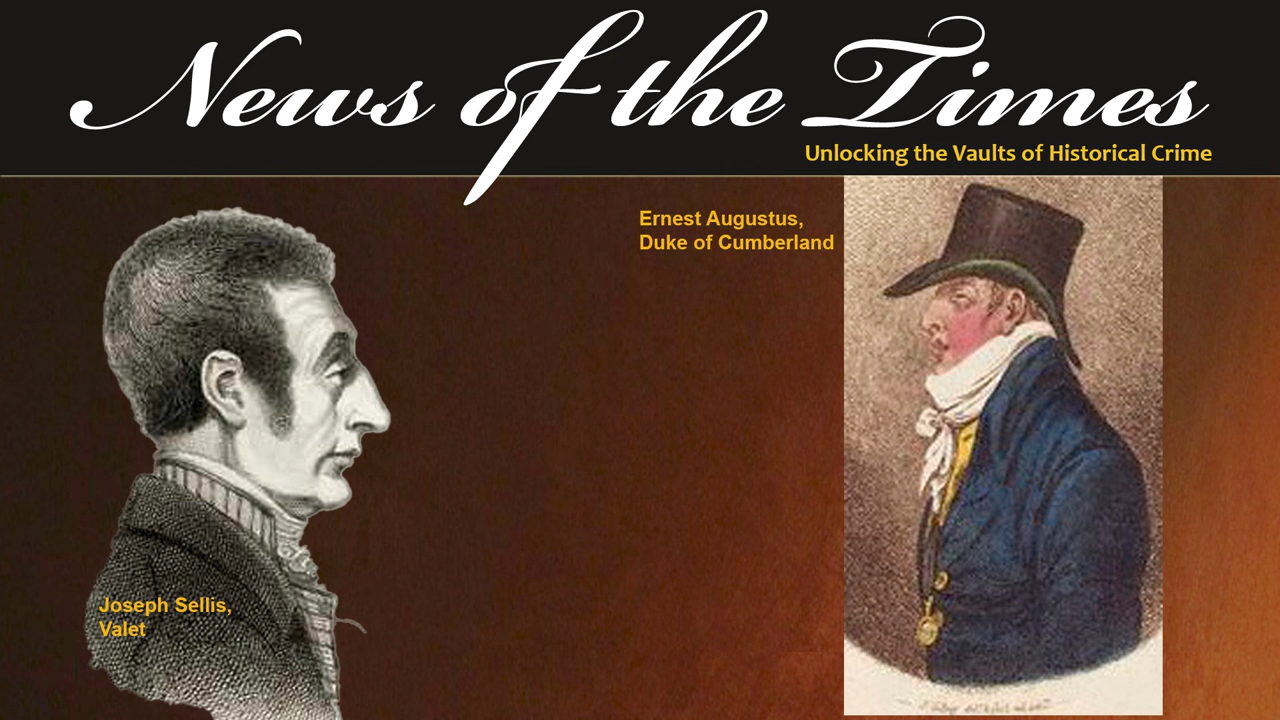 News of the Times
Unlocking the Vaults of Historical Crime
Ernest Augustus,
Duke of Cumberland
Joseph Sellis,
Valet